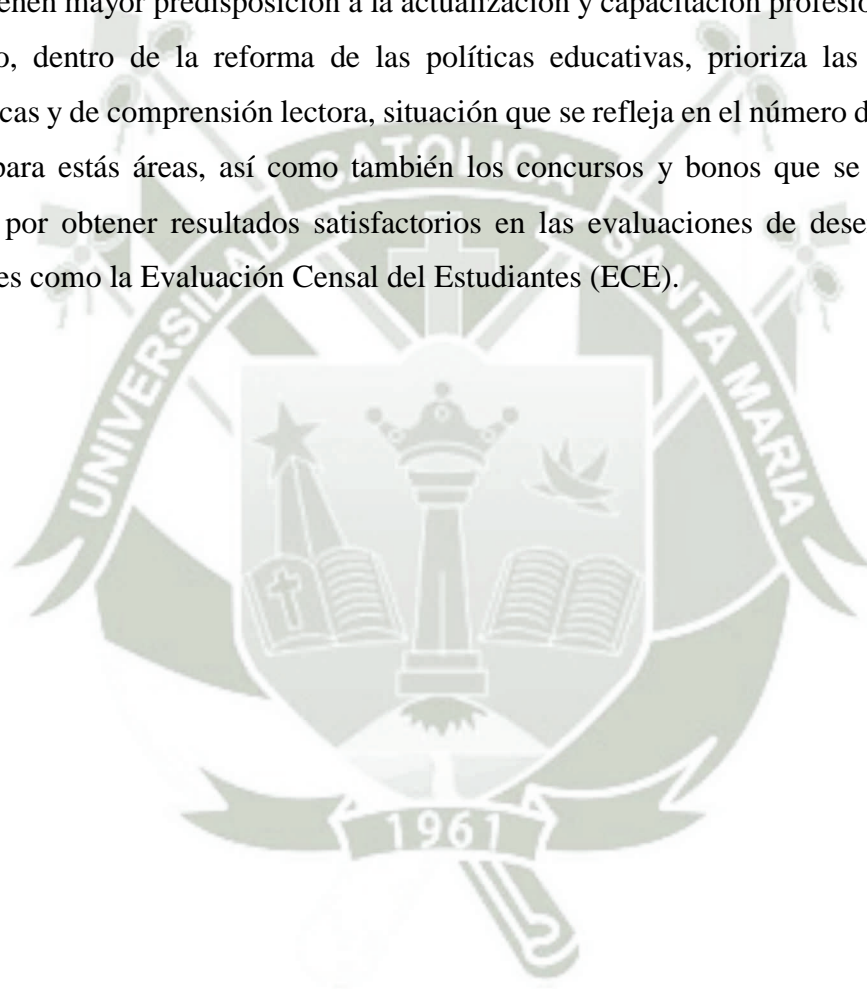 enen mayor predisposición a la actualización y capacitación profesio
o, dentro de la reforma de las políticas educativas, prioriza las
cas y de comprensión lectora, situación que se refleja en el número d
para estás áreas, así como también los concursos y bonos que se
por obtener resultados satisfactorios en las evaluaciones de dese
es como la Evaluación Censal del Estudiantes (ECE).
UNIVERSIDAD CATOLICA SANTA MARIA
1961